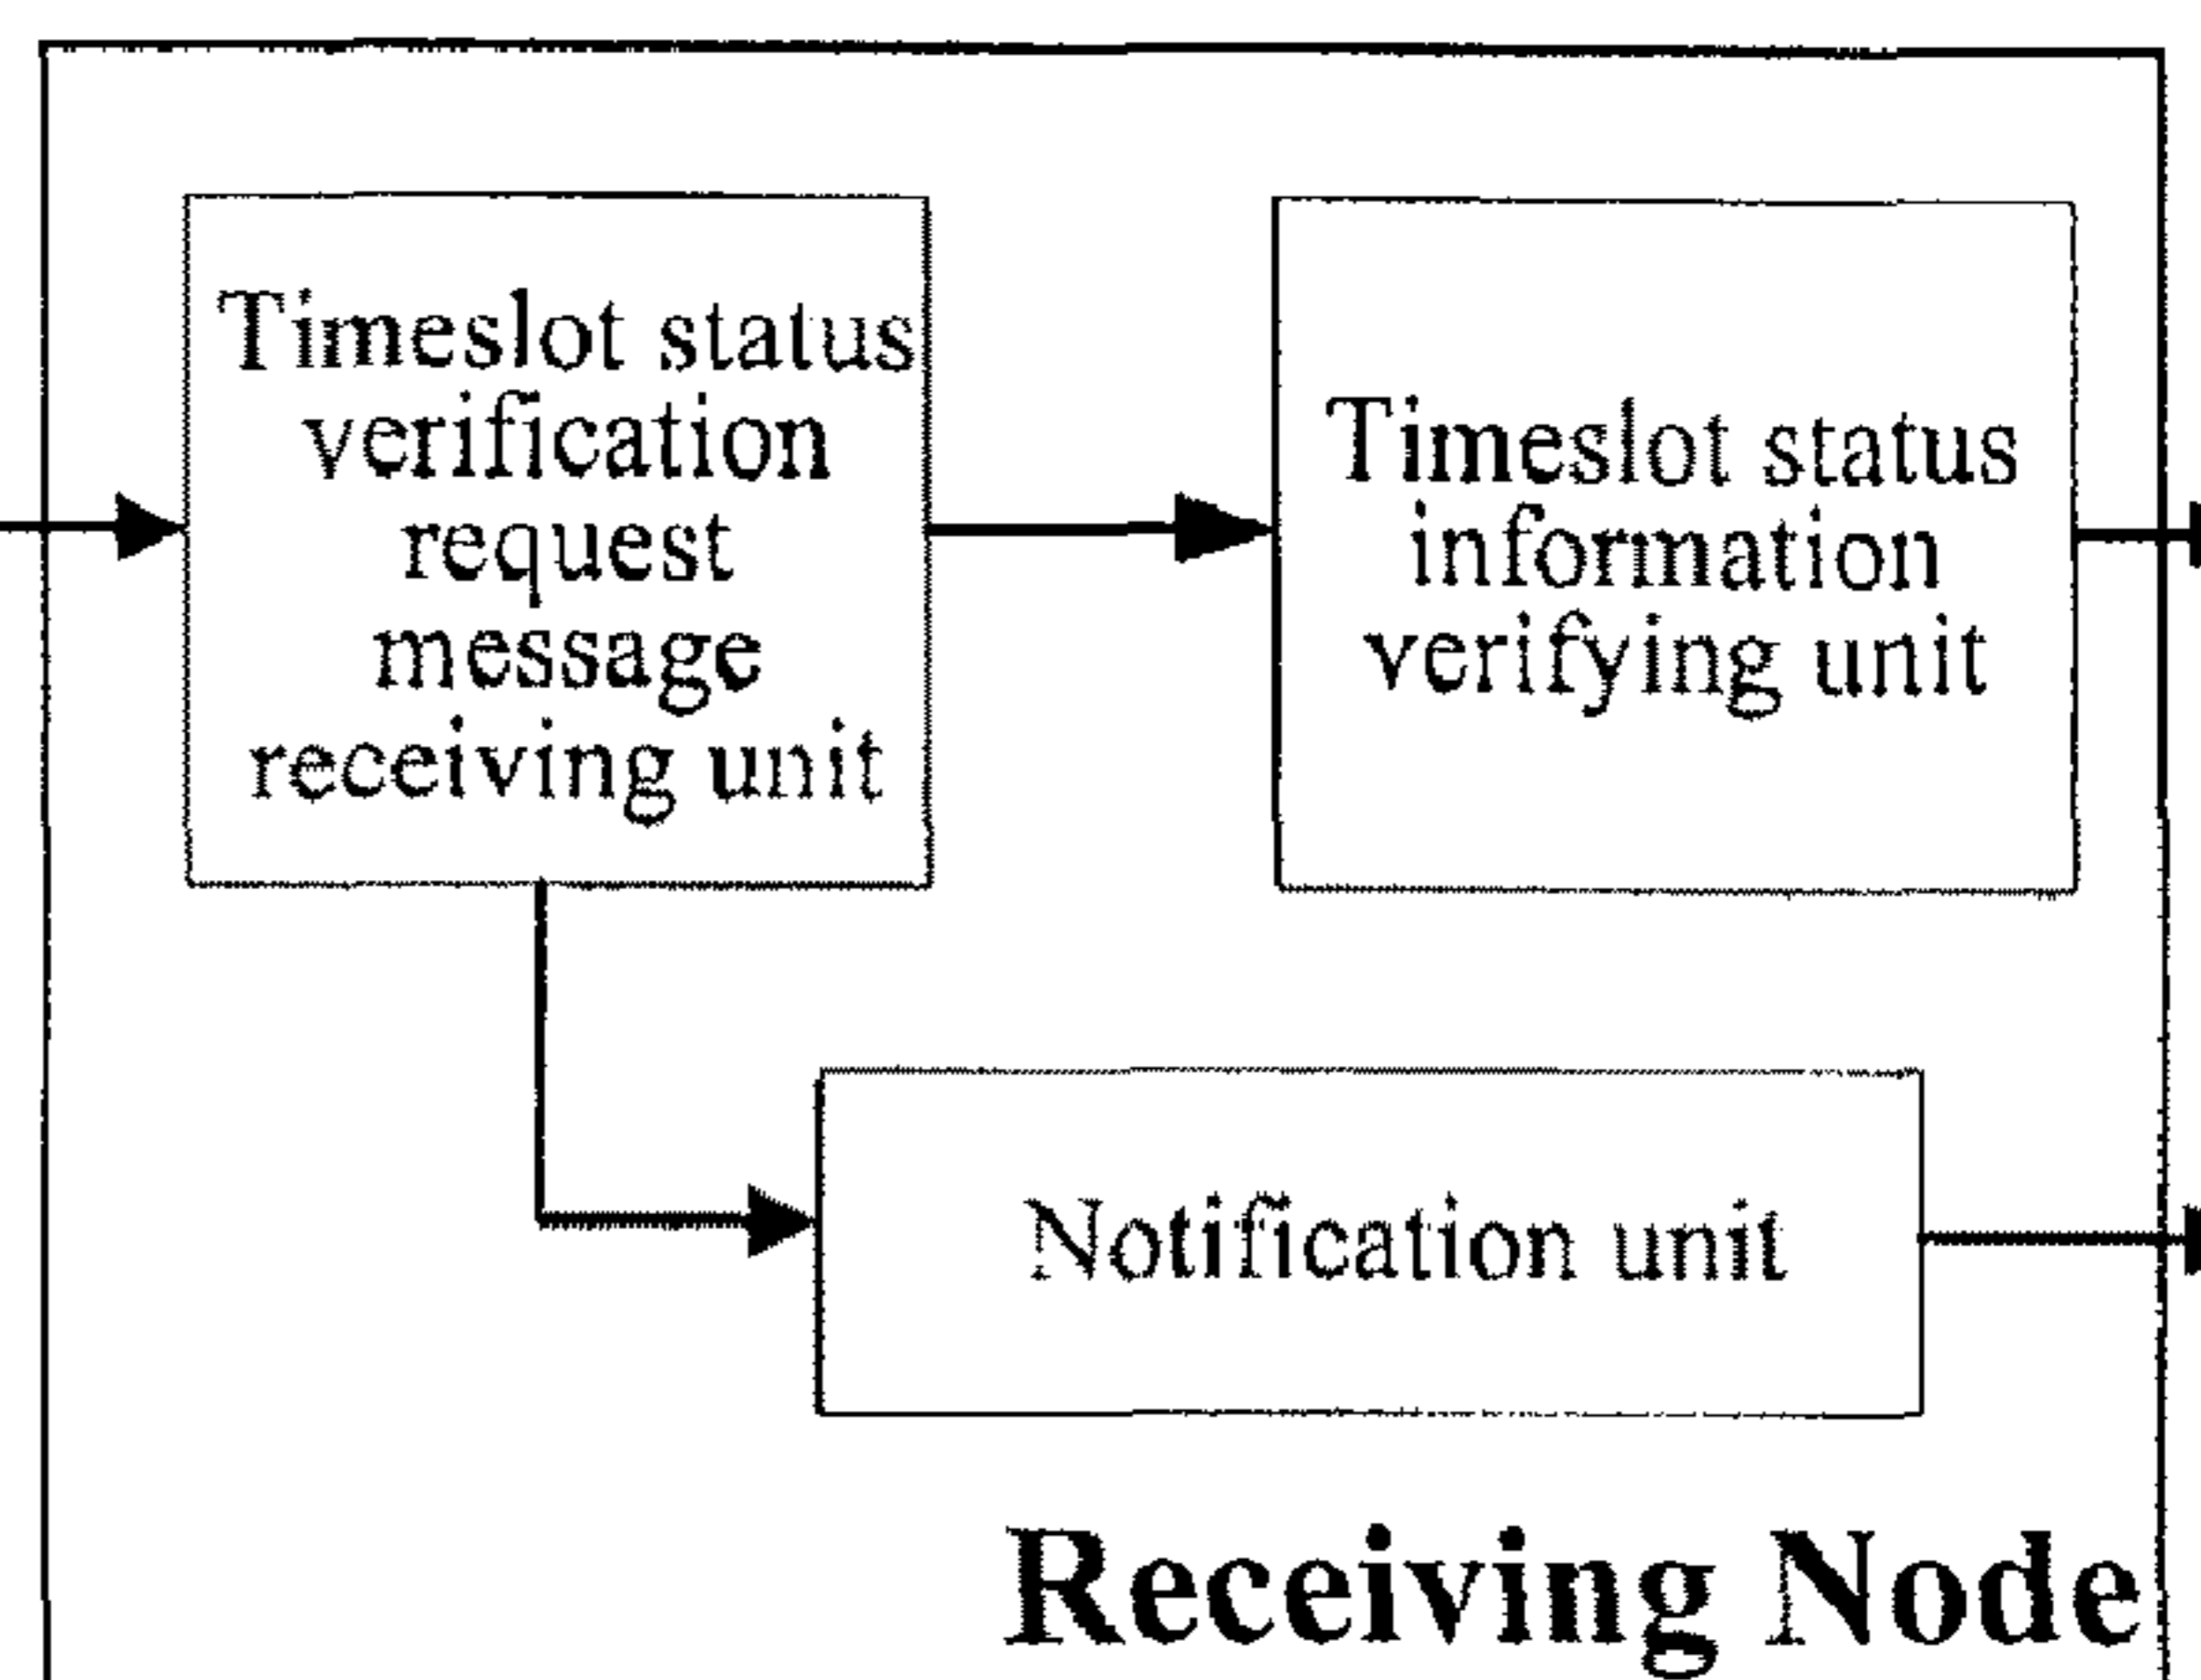 Timeslot status
verification
request
message
receiving unit
Timeslot status
information
verifying unit
Notification unit
Receiving Node